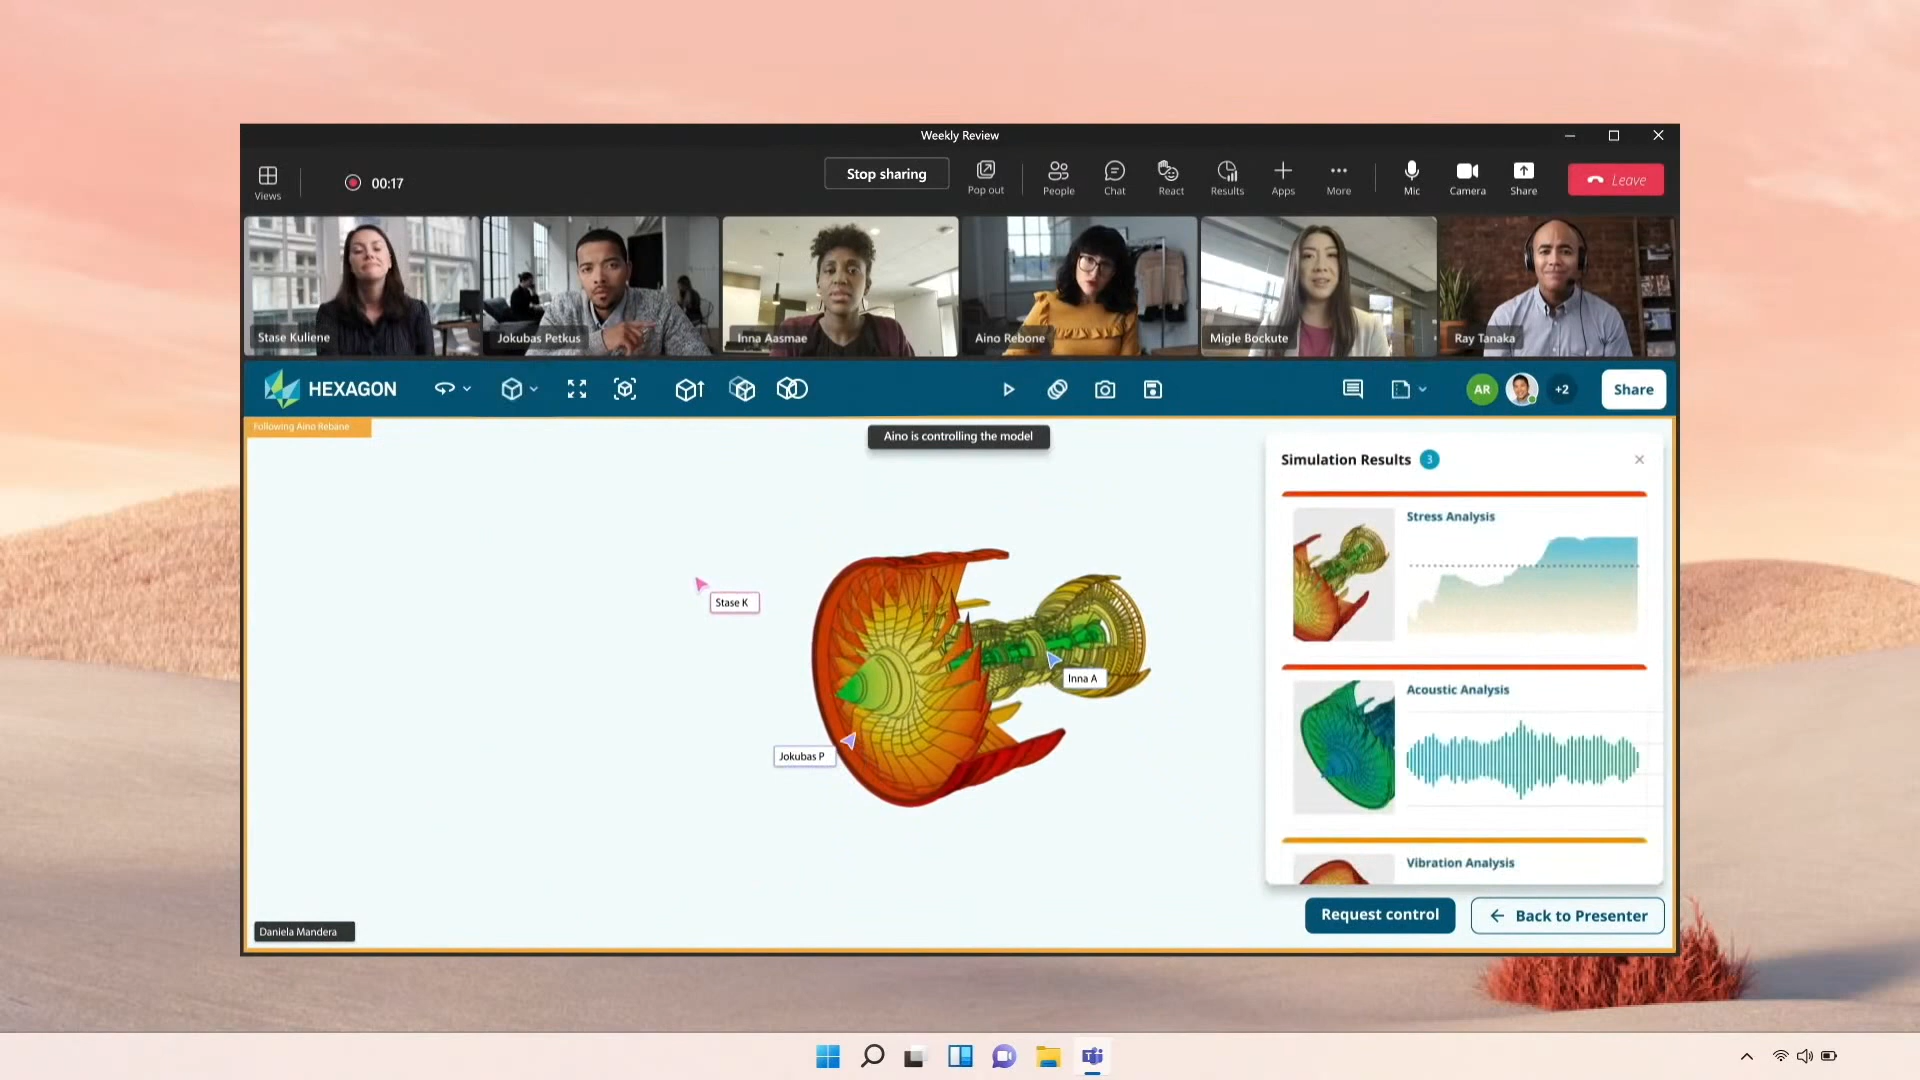 Weekly Review
Views
00:17
Stop sharing
Pop out
People
Chat
React
Results
Apps
More
Mic
Camera
Share
Leave
Stase Kuliene
Jokubas Petkus
Inna Aasmae
Aino Rebone
Migle Bockute
Ray Tanaka
HEXAGON
AR
+2
Share
Following Aino Rebane
Aino is controlling the model
Simulation Results 3
Stress Analysis
Stase K
Inna A
Acoustic Analysis
Jokubas P
Vibration Analysis
Request control
Back to Presenter
Daniela Mandera